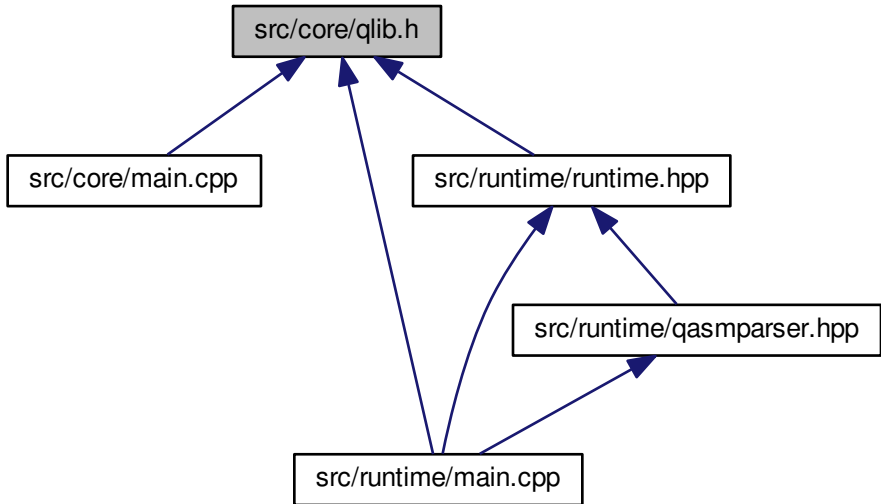 src/core/qlib.h
src/core/main.cpp
src/runtime/runtime.hpp
src/runtime/qasmparser.hpp
src/runtime/main.cpp